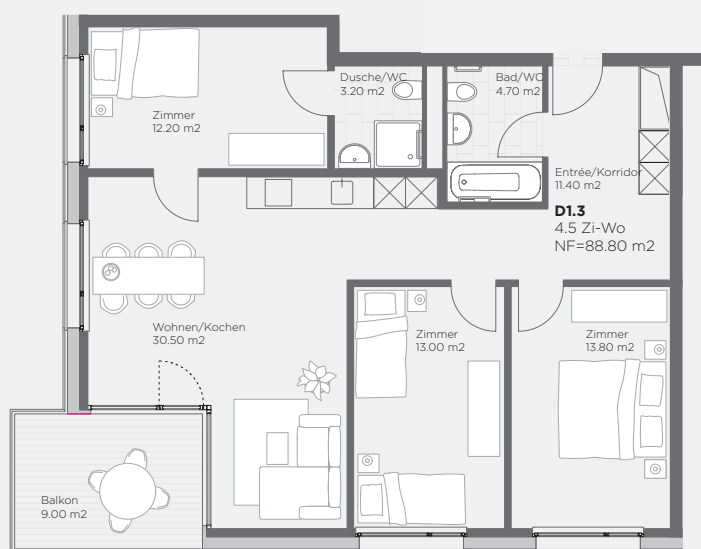 Dusche/WC
3.20 m2
Bad/WC
4.70 m2
Zimmer
12.20 m2
Entrée/Korridor
11.40 m2
D1.3
4.5 Zi-Wo
NF=88.80 m2
Wohnen/Kochen
30.50 m2
Zimmer
13.00 m2
Zimmer
13.80 m2
Balkon
9.00 m2